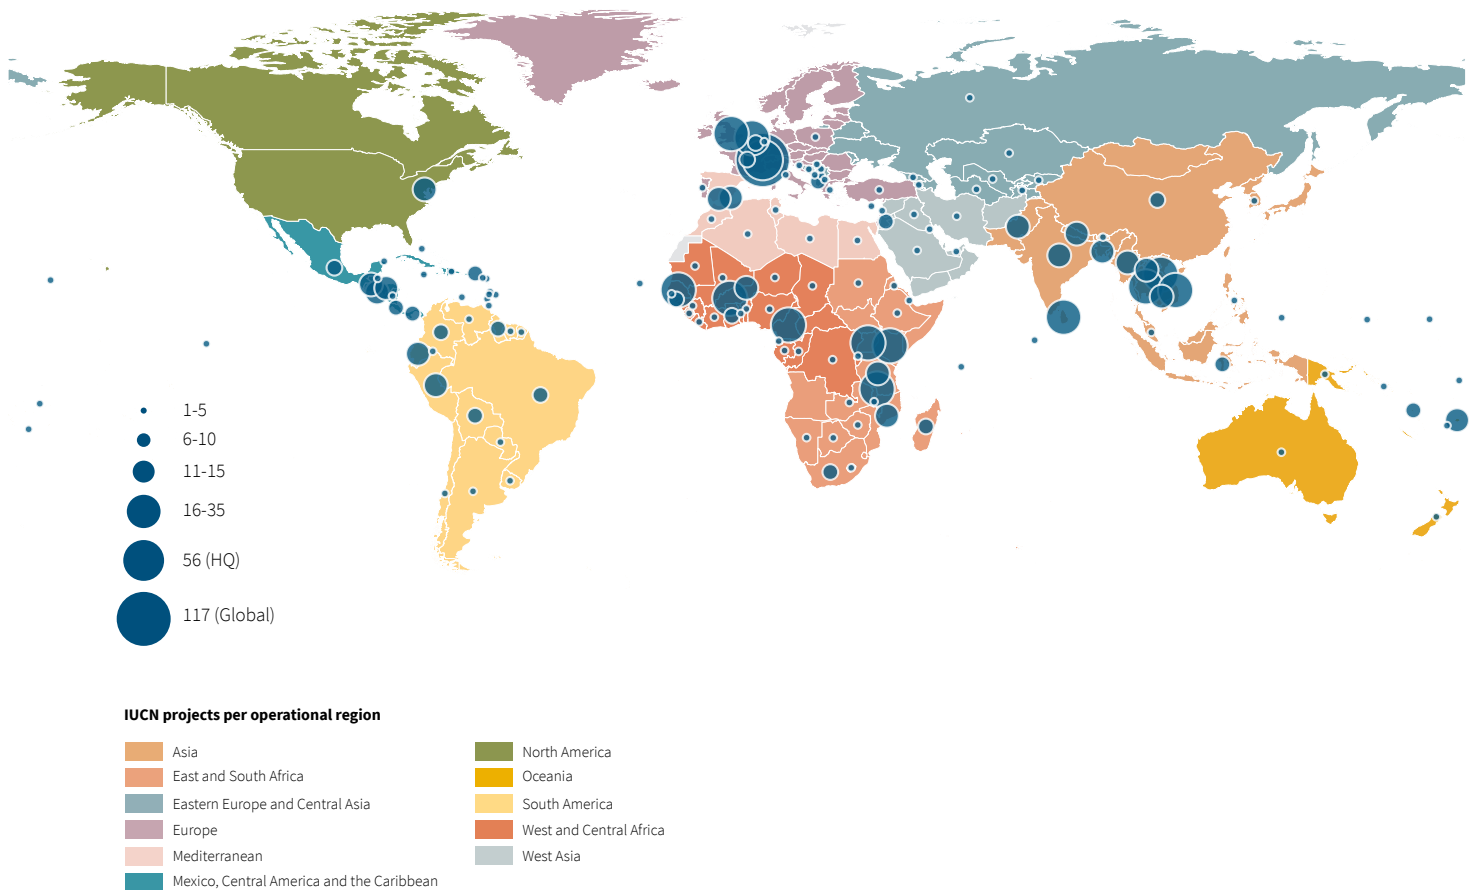 1-5
6-10
11-15
16-35
56 (HQ)
117 (Global)
IUCN projects per operational region
Asia
East and South Africa
Eastern Europe and Central Asia
Europe
Mediterranean
Mexico, Central America and the Caribbean
North America
Oceania
South America
West and Central Africa
West Asia